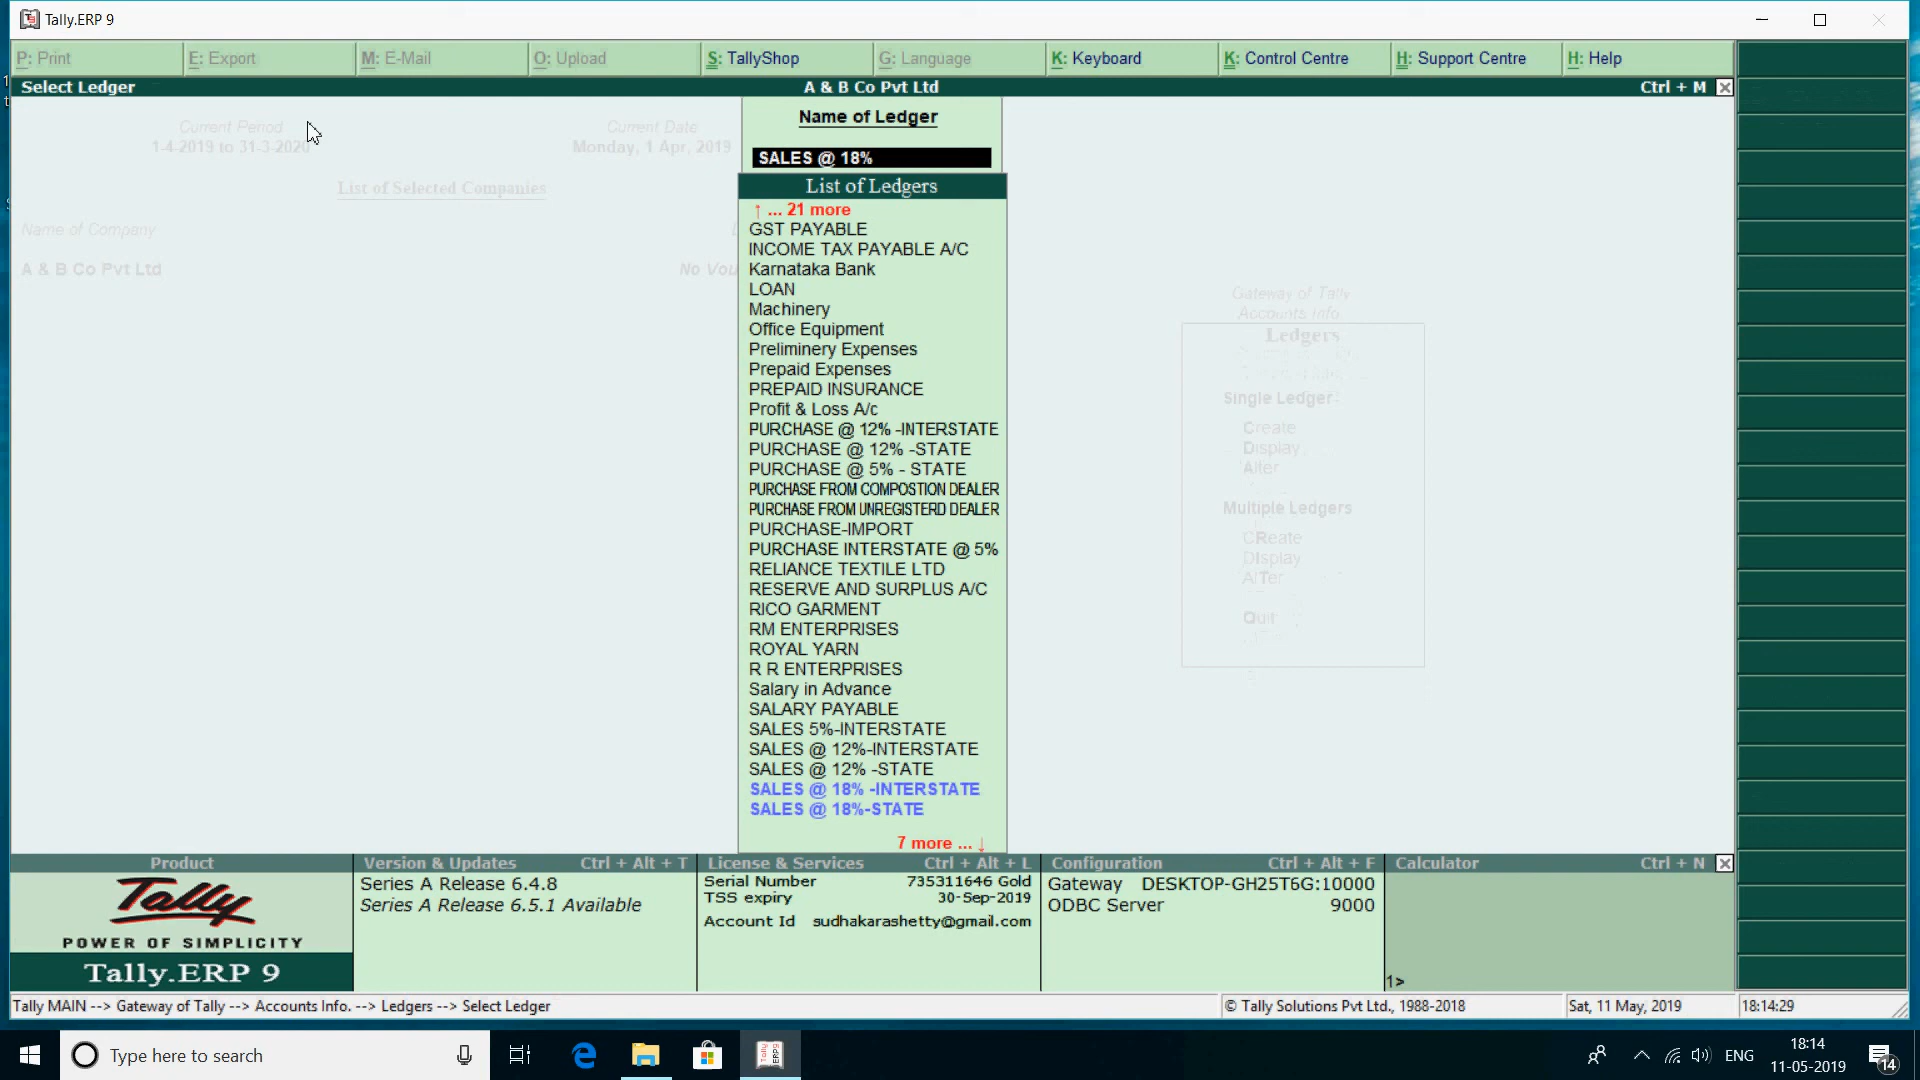 Tally.ERP 9
P: Print E: Export M: E-Mail O: Upload S: TallyShop G: Language K: Keyboard K: Control Centre H: Support Centre H: Help
Select Ledger A & B Co Pvt Ltd Ctrl + M
Current Period
1-4-2019 to 31-3-2020
Current Date
Monday, 1 Apr, 2019
List of Selected Companies
Name of Company
A & B Co Pvt Ltd
No Vou
Name of Ledger
SALES @ 18%
List of Ledgers
↑ ... 21 more
GST PAYABLE
INCOME TAX PAYABLE A/C
Karnataka Bank
LOAN
Machinery
Office Equipment
Preliminery Expenses
Prepaid Expenses
PREPAID INSURANCE
Profit & Loss A/c
PURCHASE @ 12% -INTERSTATE
PURCHASE @ 12% -STATE
PURCHASE @ 5% - STATE
PURCHASE FROM COMPOSTION DEALER
PURCHASE FROM UNREGISTERD DEALER
PURCHASE-IMPORT
PURCHASE INTERSTATE @ 5%
RELIANCE TEXTILE LTD
RESERVE AND SURPLUS A/C
RICO GARMENT
RM ENTERPRISES
ROYAL YARN
R R ENTERPRISES
Salary in Advance
SALARY PAYABLE
SALES 5%-INTERSTATE
SALES @ 12%-INTERSTATE
SALES @ 12% -STATE
SALES @ 18% -INTERSTATE
SALES @ 18%-STATE
7 more ... ↓
Gateway of Tally
Accounts Info.
Ledgers
Single Ledger
Create
Display
Alter
Multiple Ledgers
CReate
DIsplay
AlTer
Quit
Product
Tally
POWER OF SIMPLICITY
Tally.ERP 9
Version & Updates Ctrl + Alt + T
Series A Release 6.4.8
Series A Release 6.5.1 Available
License & Services Ctrl + Alt + L
Serial Number 735311646 Gold
TSS expiry 30-Sep-2019
Account Id sudhakarashetty@gmail.com
Configuration Ctrl + Alt + F
Gateway DESKTOP-GH25T6G:10000
ODBC Server 9000
Calculator Ctrl + N
1>
Tally MAIN --> Gateway of Tally --> Accounts Info. --> Ledgers --> Select Ledger
© Tally Solutions Pvt Ltd., 1988-2018
Sat, 11 May, 2019
18:14:29
Type here to search
Tally ERP9
ENG
18:14
11-05-2019
14